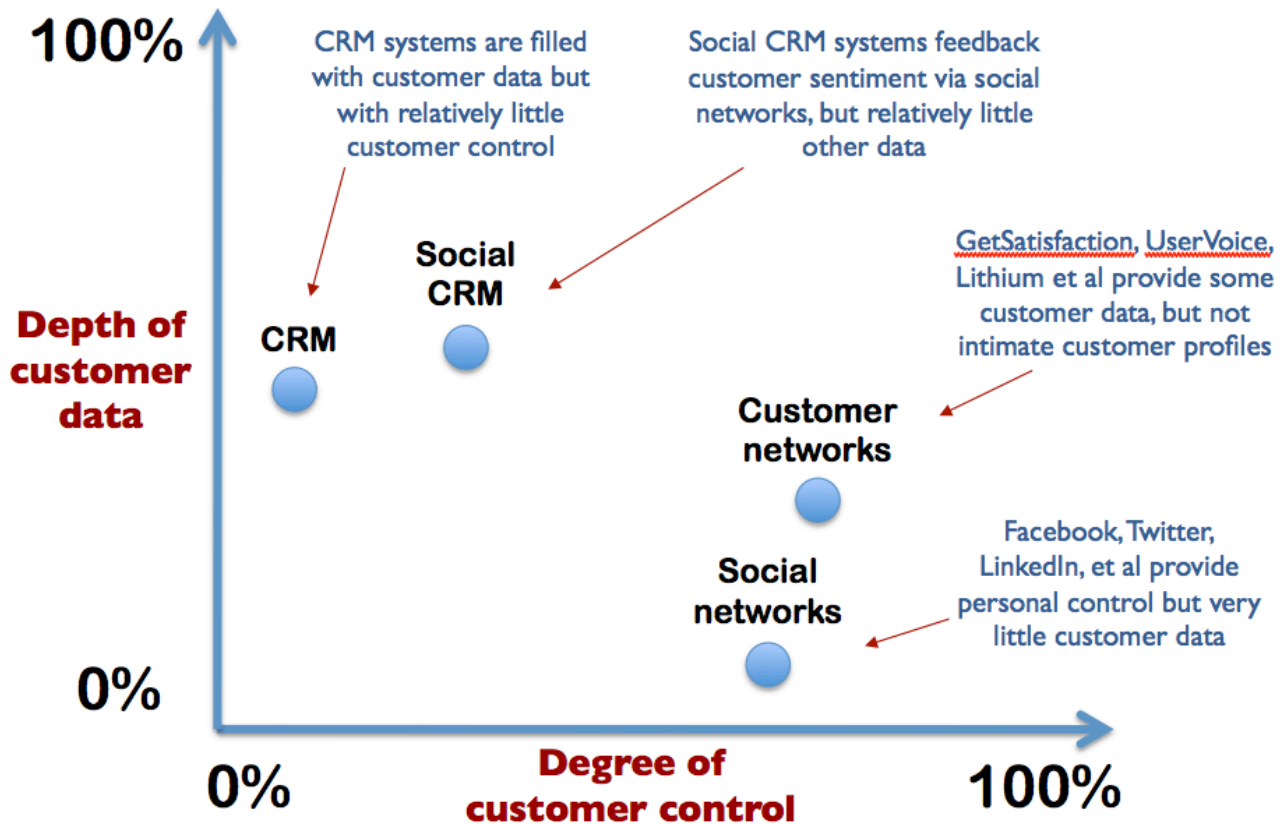 100%
CRM systems are filled
with customer data but
with relatively little
customer control
Social CRM systems feedback
customer sentiment via social
networks, but relatively little
other data
GetSatisfaction, UserVoice,
Lithium et al provide some
customer data, but not
intimate customer profiles
Social
CRM
CRM
Depth of
customer
data
Customer
networks
Facebook, Twitter,
LinkedIn, et al provide
personal control but very
little customer data
Social
networks
0%
0%
Degree of
customer control
100%